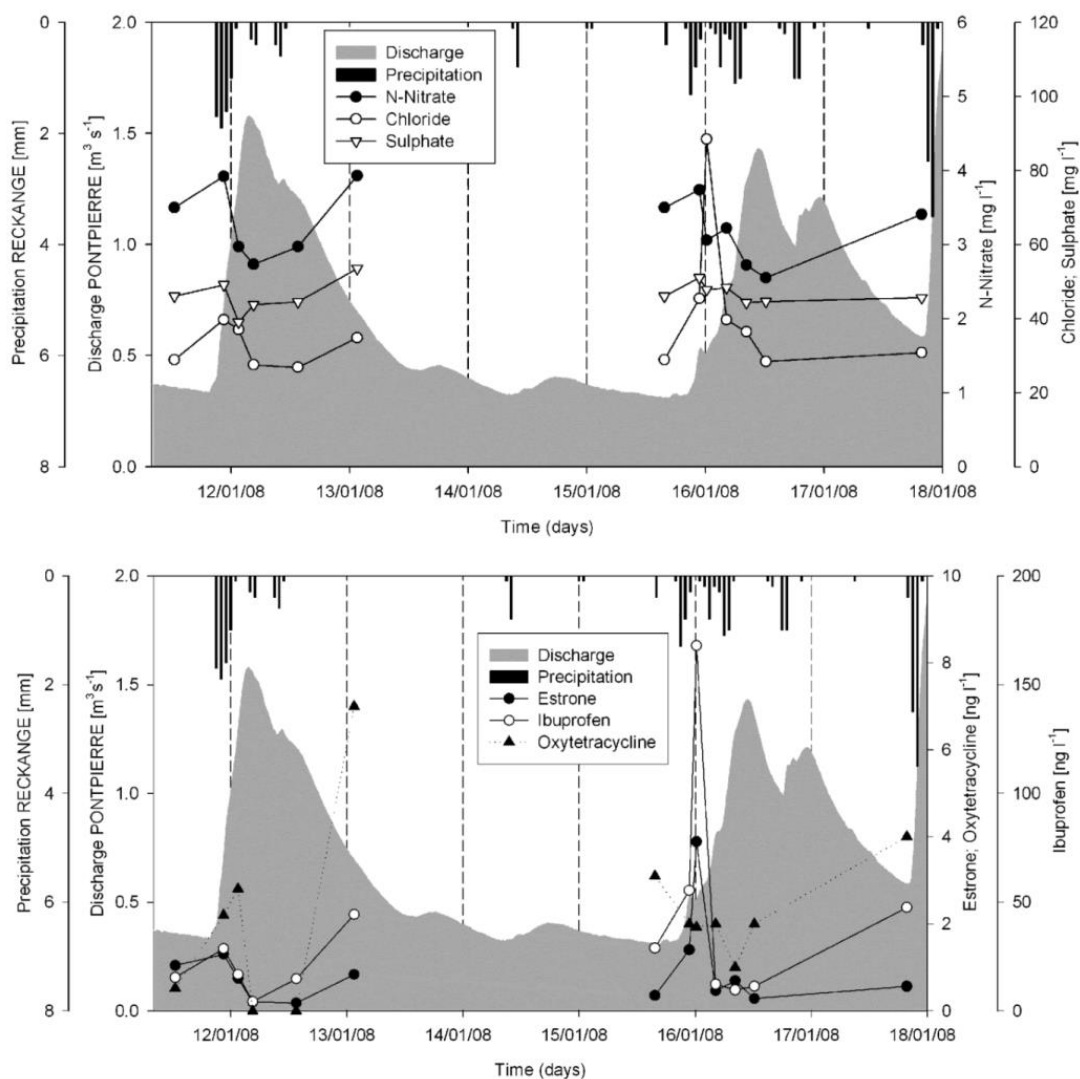 0
2
4
6
8
Precipitation RECKANGE [mm]
2.0
1.5
1.0
0.5
0.0
Discharge PONTPIERRE [m³ s⁻¹]
Discharge
Precipitation
N-Nitrate
Chloride
Sulphate
6
5
4
3
2
1
0
N-Nitrate [mg l⁻¹]
120
100
80
60
40
20
0
Chloride; Sulphate [mg l⁻¹]
12/01/08 13/01/08 14/01/08 15/01/08 16/01/08 17/01/08 18/01/08
Time (days)
0
2
4
6
8
Precipitation RECKANGE [mm]
2.0
1.5
1.0
0.5
0.0
Discharge PONTPIERRE [m³ s⁻¹]
Discharge
Precipitation
Estrone
Ibuprofen
Oxytetracycline
10
8
6
4
2
0
Estrone; Oxytetracycline [ng l⁻¹]
200
150
100
50
0
Ibuprofen [ng l⁻¹]
12/01/08 13/01/08 14/01/08 15/01/08 16/01/08 17/01/08 18/01/08
Time (days)